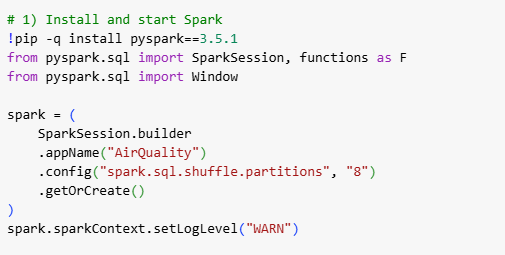 # 1) Install and start Spark
!pip -q install pyspark==3.5.1
from pyspark.sql import SparkSession, functions as F
from pyspark.sql import Window

spark = (
    SparkSession.builder
    .appName("AirQuality")
    .config("spark.sql.shuffle.partitions", "8")
    .getOrCreate()
)
spark.sparkContext.setLogLevel("WARN")